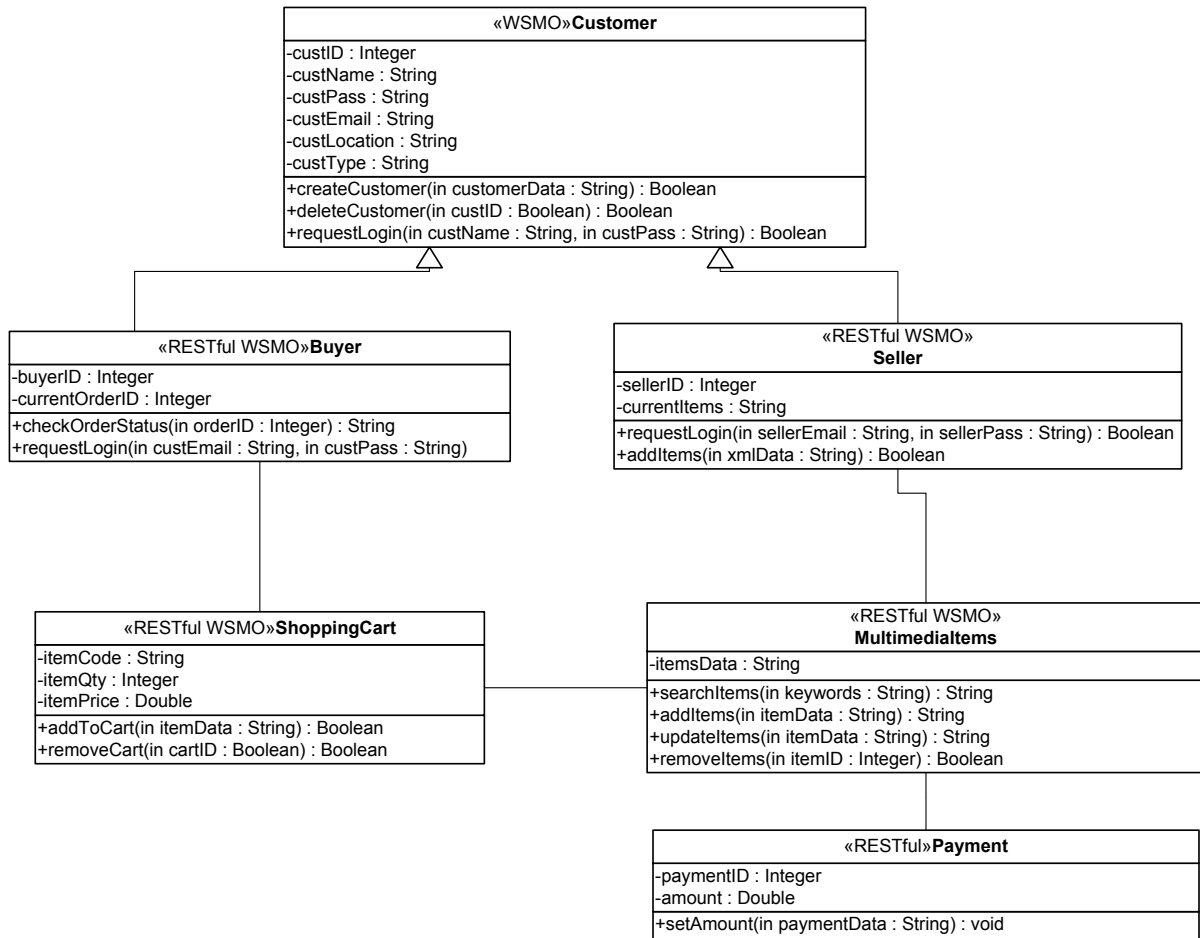 «WSMO»Customer
-custID : Integer
-custName : String
-custPass : String
-custEmail : String
-custLocation : String
-custType : String
+createCustomer(in customerData : String) : Boolean
+deleteCustomer(in custID : Boolean) : Boolean
+requestLogin(in custName : String, in custPass : String) : Boolean
«RESTful WSMO»Buyer
-buyerID : Integer
-currentOrderID : Integer
+checkOrderStatus(in orderID : Integer) : String
+requestLogin(in custEmail : String, in custPass : String)
«RESTful WSMO»
Seller
-sellerID : Integer
-currentItems : String
+requestLogin(in sellerEmail : String, in sellerPass : String) : Boolean
+addItems(in xmlData : String) : Boolean
«RESTful WSMO»ShoppingCart
-itemCode : String
-itemQty : Integer
-itemPrice : Double
+addToCart(in itemData : String) : Boolean
+removeCart(in cartID : Boolean) : Boolean
«RESTful WSMO»
MultimediaItems
-itemsData : String
+searchItems(in keywords : String) : String
+addItems(in itemData : String) : String
+updateItems(in itemData : String) : String
+removeItems(in itemID : Integer) : Boolean
«RESTful»Payment
-paymentID : Integer
-amount : Double
+setAmount(in paymentData : String) : void